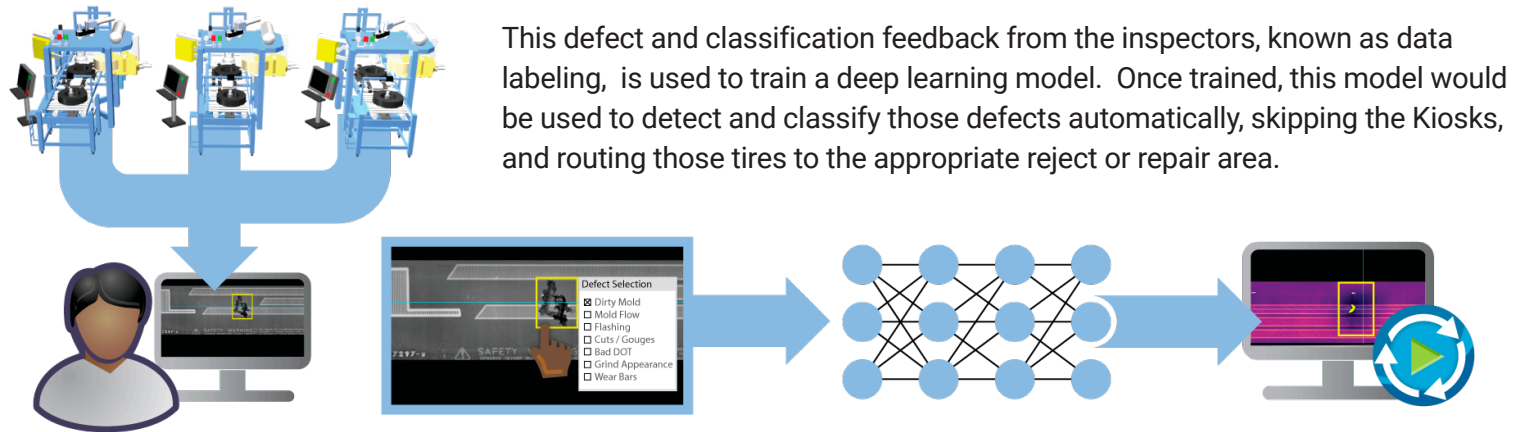 This defect and classification feedback from the inspectors, known as data
labeling,  is used to train a deep learning model.  Once trained, this model would
be used to detect and classify those defects automatically, skipping the Kiosks,
and routing those tires to the appropriate reject or repair area.
SAFETY WARNING
Defect Selection
Dirty Mold
Mold Flow
Flashing
Cuts / Gouges
Bad DOT
Grind Appearance
Wear Bars
7297-a
SAFETY